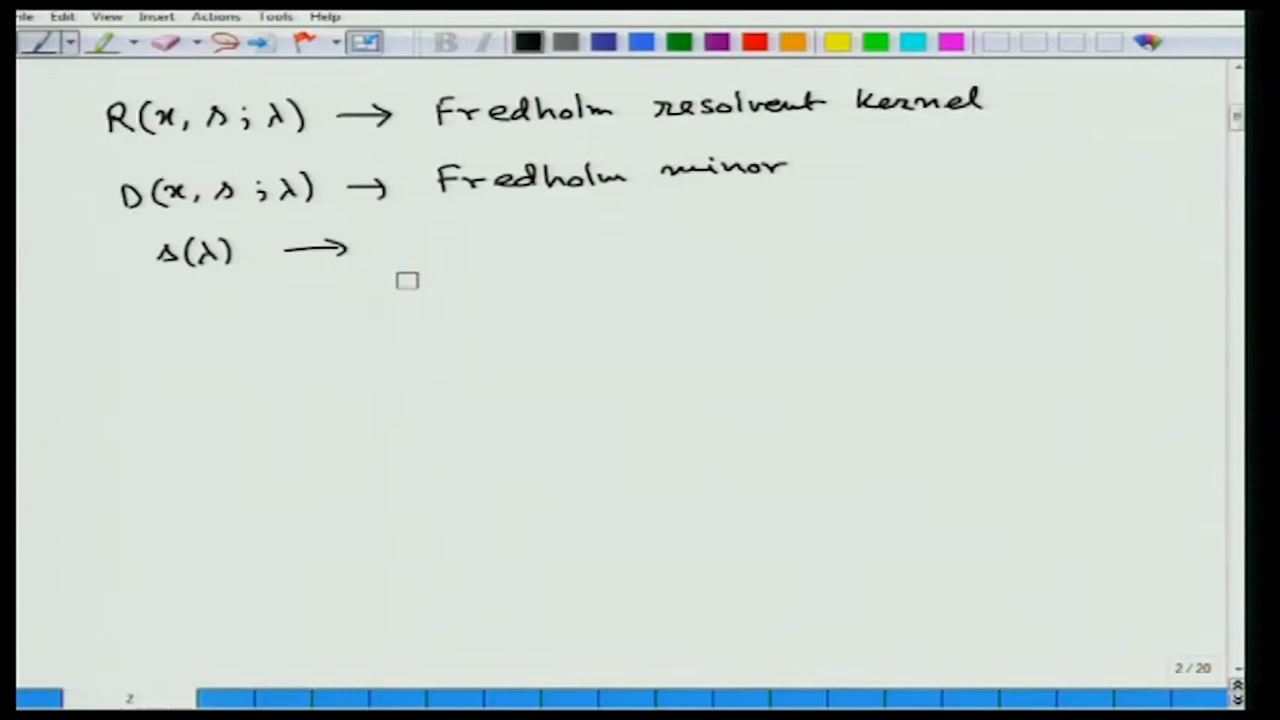 File Edit View Insert Actions Tools Help
B I
R(x, s; λ) → Fredholm resolvent kernel
D(x, s; λ) → Fredholm minor
s(λ) →
2 / 20
2